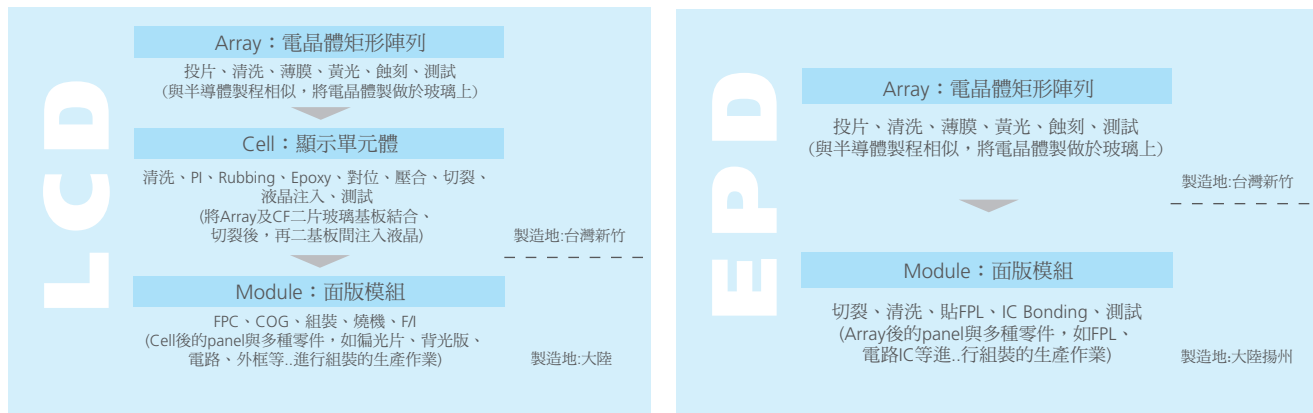 LCD
Array：電晶體矩形陣列
投片、清洗、薄膜、黃光、蝕刻、測試
(與半導體製程相似，將電晶體製做於玻璃上)
Cell：顯示單元體
清洗、PI、Rubbing、Epoxy、對位、壓合、切裂、
液晶注入、測試
(將Array及CF二片玻璃基板結合、
切裂後，再二基板間注入液晶)
製造地:台灣新竹
Module：面版模組
FPC、COG、組裝、燒機、F/I
(Cell後的panel與多種零件，如偏光片、背光版、
電路、外框等..進行組裝的生產作業)
製造地:大陸
EPD
Array：電晶體矩形陣列
投片、清洗、薄膜、黃光、蝕刻、測試
(與半導體製程相似，將電晶體製做於玻璃上)
製造地:台灣新竹
Module：面版模組
切裂、清洗、貼FPL、IC Bonding、測試
(Array後的panel與多種零件，如FPL、
電路IC等進..行組裝的生產作業)
製造地:大陸揚州